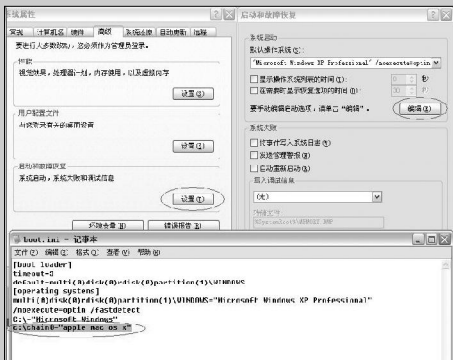 系统属性
启动和故障恢复
常规 计算机名 硬件 高级 系统还原 自动更新 远程
要进行大多数改动，您必须作为管理员登录。
性能
视觉效果，处理器计划，内存使用，以及虚拟内存
设置(S)
用户配置文件
与您登录有关的桌面设置
设置(E)
启动和故障恢复
系统启动，系统失败和调试信息
设置(T)
环境变量(N)
错误报告(R)
系统启动
默认操作系统(S):
"Microsoft Windows XP Professional" /noexecute=optin
显示操作系统列表的时间(T):
秒
在需要时显示恢复选项的时间(D):
秒
要手动编辑启动选项，请单击“编辑”。
编辑(E)
系统失败
将事件写入系统日志(W)
发送管理警报(N)
自动重新启动(R)
写入调试信息
(无)
boot.ini - 记事本
文件(F) 编辑(E) 格式(O) 查看(V) 帮助(H)
[boot loader]
timeout=3
default=multi(0)disk(0)rdisk(0)partition(1)\WINDOWS
[operating systems]
multi(0)disk(0)rdisk(0)partition(1)\WINDOWS="Microsoft Windows XP Professional"
/noexecute=optin /fastdetect
C:\="Microsoft Windows"
c:\chain0="apple mac os x"